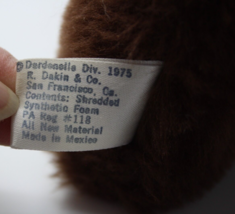 ©Dardanelle Div. 1975
R. Dakin & Co.
San Francisco, Ca.
Contents: Shredded
Synthetic Foam
PA Reg #118
All New Material
Made in Mexico